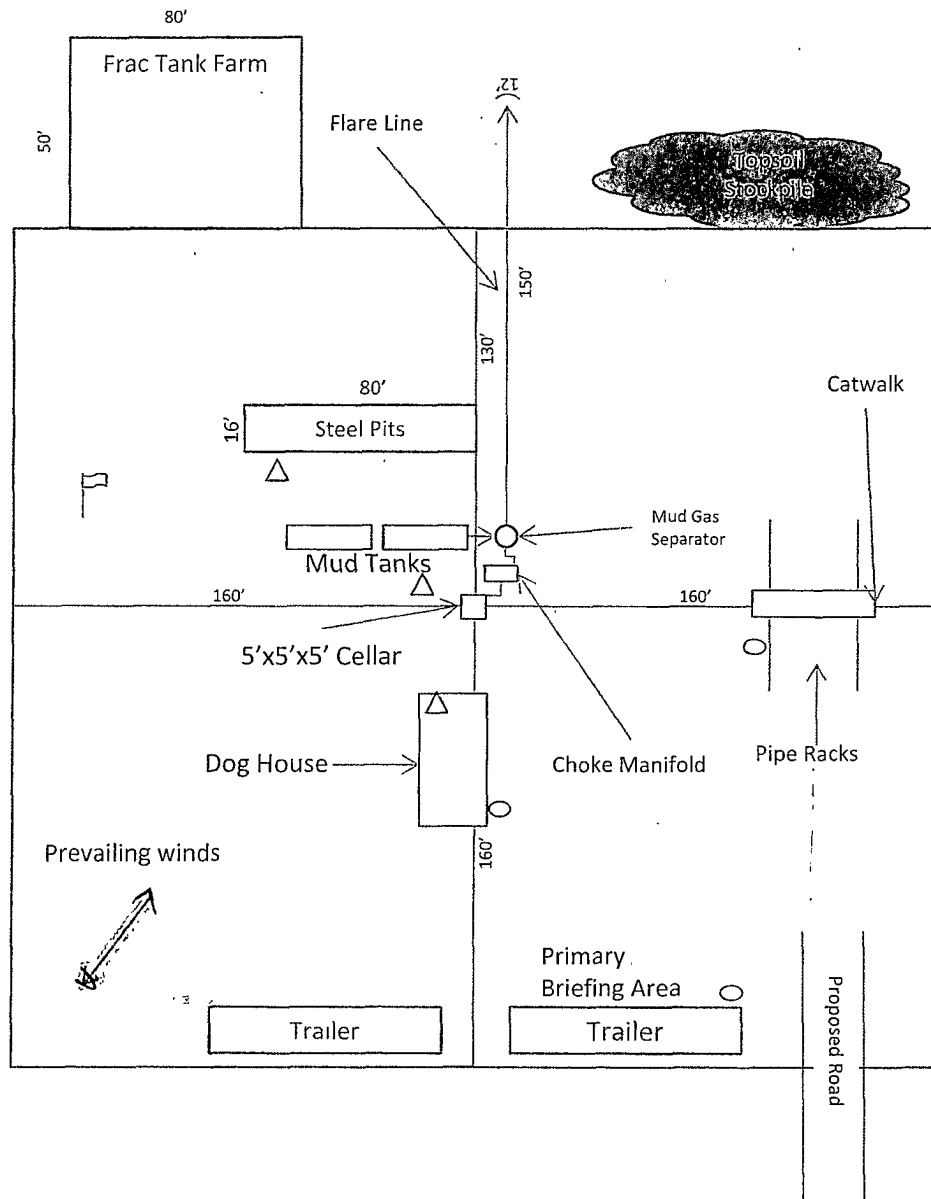 80'
Frac Tank Farm
50'
12'
Flare Line
Topsoil
Stockpile
150'
130'
80'
Catwalk
16'
Steel Pits
Mud Gas
Separator
Mud Tanks
160'
160'
5'x5'x5' Cellar
Dog House
Choke Manifold
Pipe Racks
160'
Prevailing winds
Primary
Briefing Area
Trailer
Trailer
Proposed Road